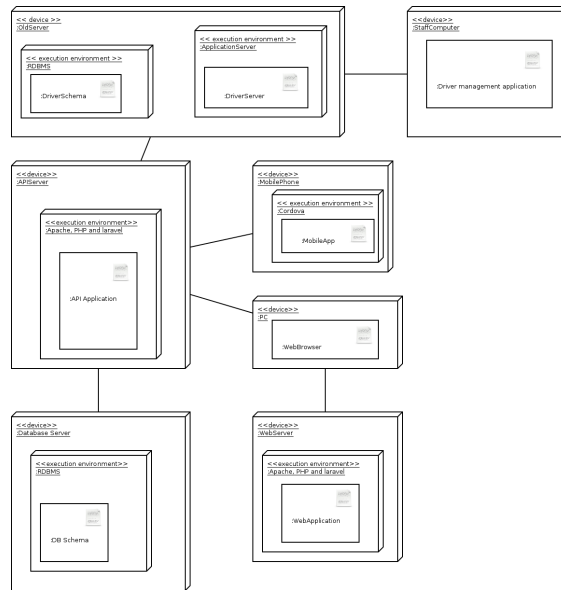 << device >>
:OldServer
<< execution environment >>
:RDBMS
:DriverSchema
<< execution environment >>
:ApplicationServer
:DriverServer
<<device>>
:StaffComputer
:Driver management application
<<device>>
:APIServer
<<execution environment>>
:Apache, PHP and laravel
:API Application
<<device>>
:MobilePhone
<< execution environment >>
:Cordova
:MobileApp
<<device>>
:PC
:WebBrowser
<<device>>
:Database Server
<<execution environment>>
:RDBMS
:DB Schema
<<device>>
:WebServer
<<execution environment>>
:Apache, PHP and laravel
:WebApplication